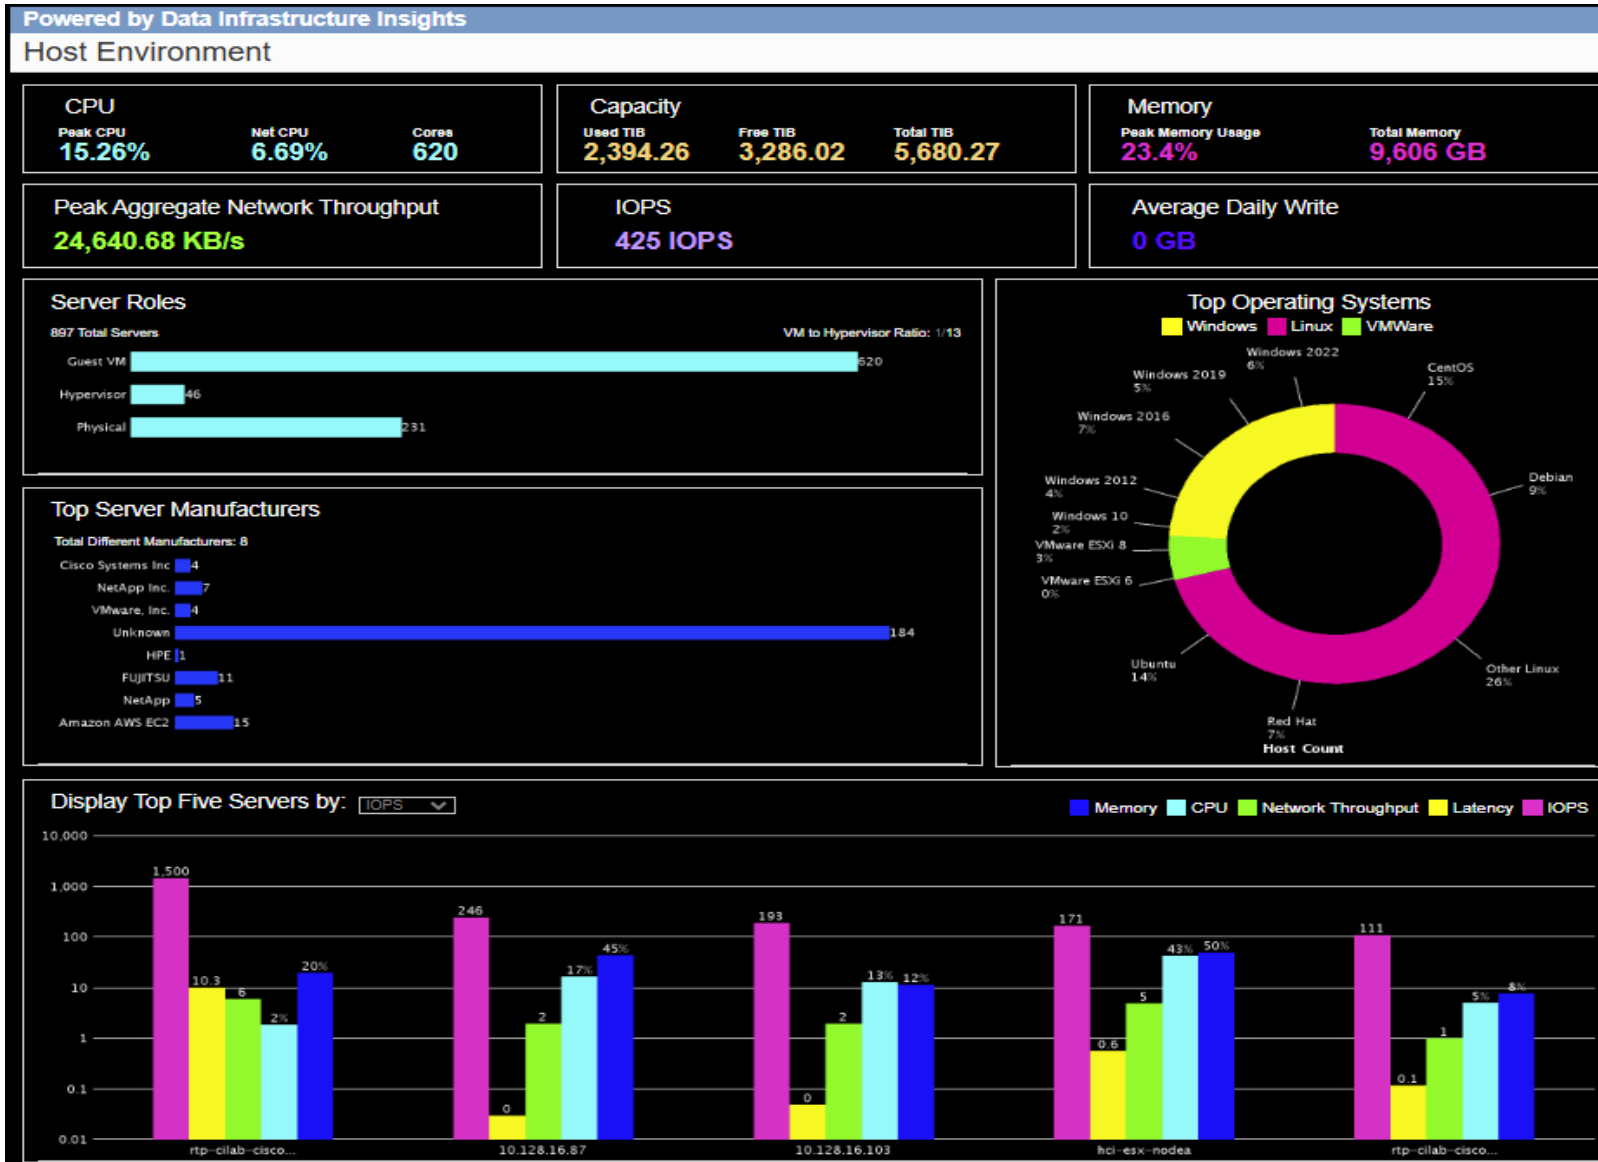 Powered by Data Infrastructure Insights
Host Environment
CPU
Peak CPU Net CPU Cores
15.26% 6.69% 620
Capacity
Used TIB Free TIB Total TIB
2,394.26 3,286.02 5,680.27
Memory
Peak Memory Usage Total Memory
23.4% 9,606 GB
Peak Aggregate Network Throughput
24,640.68 KB/s
IOPS
425 IOPS
Average Daily Write
0 GB
Server Roles
897 Total Servers VM to Hypervisor Ratio: 1/13
Guest VM 620
Hypervisor 46
Physical 231
Top Server Manufacturers
Total Different Manufacturers: 8
Cisco Systems Inc 4
NetApp Inc. 7
VMware, Inc. 4
Unknown 184
HPE 1
FUJITSU 11
NetApp 5
Amazon AWS EC2 15
Top Operating Systems
Windows Linux VMWare
Windows 2022
6%
CentOS
15%
Windows 2019
5%
Windows 2016
7%
Windows 2012
4%
Debian
9%
Windows 10
2%
VMware ESXi 8
3%
VMware ESXi 6
0%
Ubuntu
14%
Other Linux
26%
Red Hat
7%
Host Count
Display Top Five Servers by: IOPS
Memory CPU Network Throughput Latency IOPS
10,000
1,000
100
10
1
0.1
0.01
1,500 10.3 6 2% 20%
246 0 2 17% 45%
193 0 2 13% 12%
171 0.6 5 43% 50%
111 0.1 1 5% 8%
rtp-cilab-cisco... 10.128.16.87 10.128.16.103 hci-esx-nodea rtp-cilab-cisco...